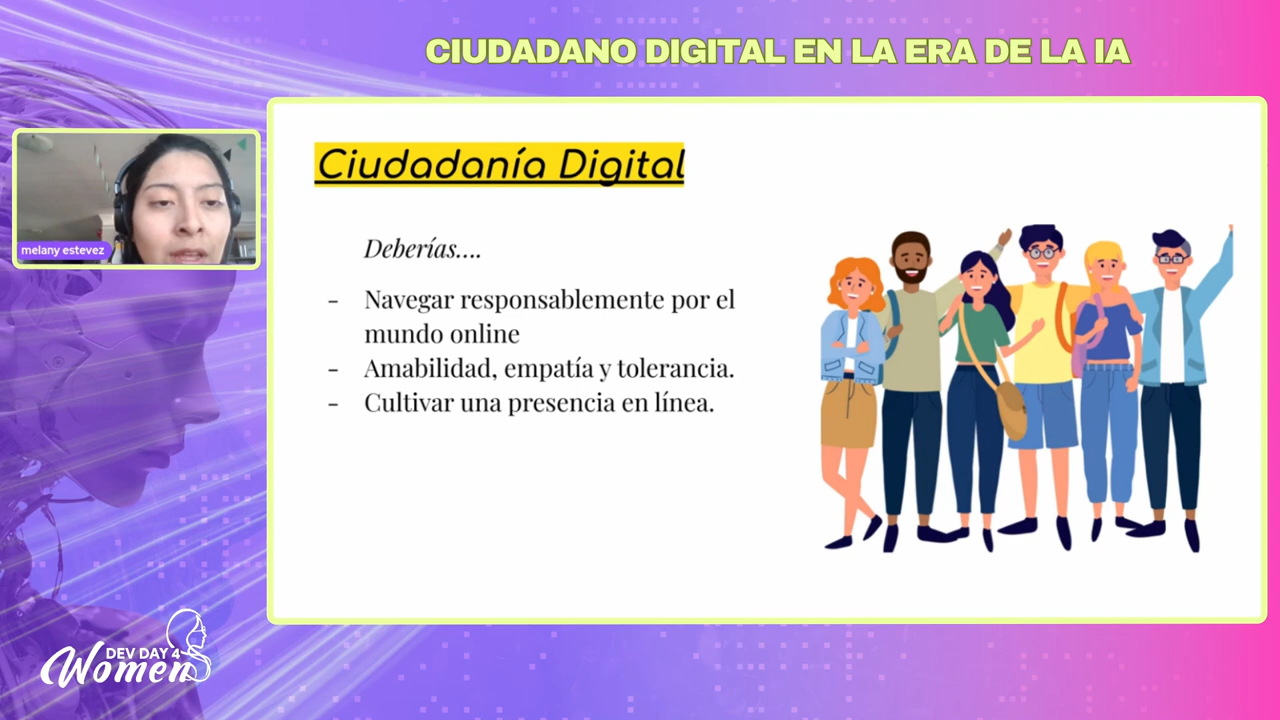 CIUDADANO DIGITAL EN LA ERA DE LA IA
melany estevez
Ciudadanía Digital
Deberías....
- Navegar responsablemente por el
mundo online
- Amabilidad, empatía y tolerancia.
- Cultivar una presencia en línea.
DEV DAY 4
Women